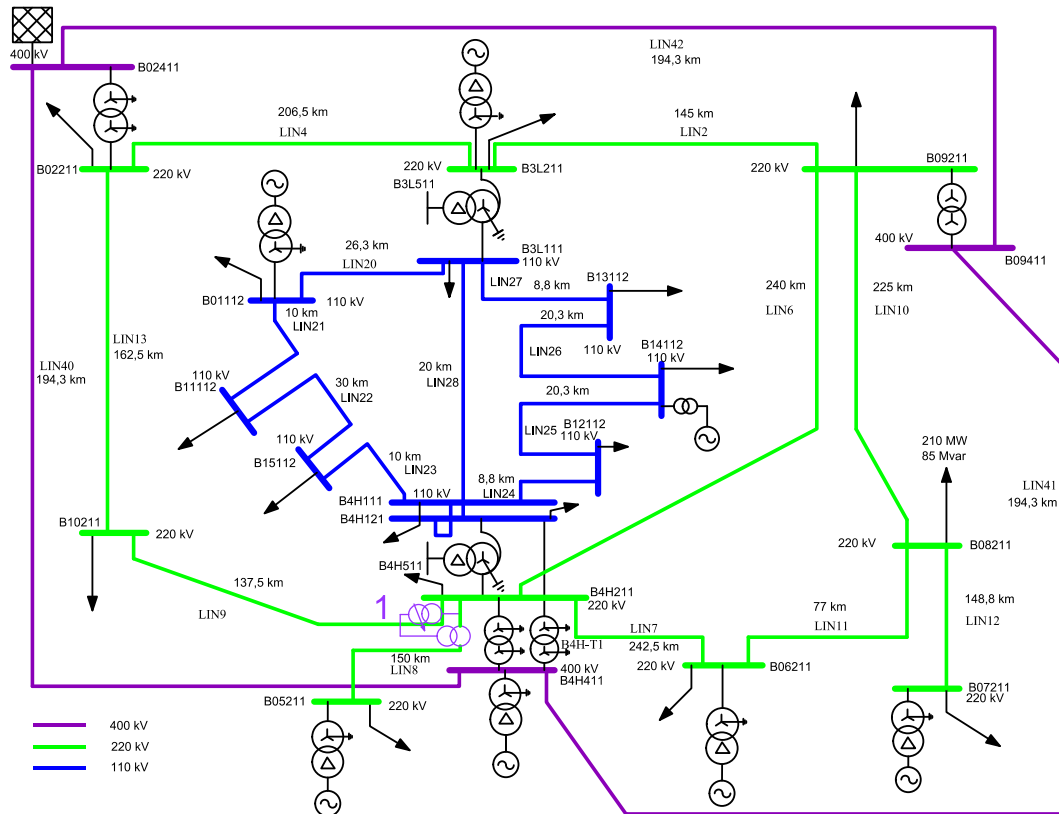 400 kV
B02411
LIN42
194,3 km
206,5 km
LIN4
145 km
LIN2
B02211
220 kV
220 kV
B3L211
220 kV
B09211
B3L511
B3L111
110 kV
400 kV
B09411
26,3 km
LIN20
LIN27
8,8 km
B13112
B01112
110 kV
10 km
LIN21
20,3 km
240 km
LIN6
225 km
LIN10
LIN13
162,5 km
LIN26
110 kV
B14112
110 kV
LIN40
194,3 km
110 kV
B11112
30 km
LIN22
20 km
LIN28
20,3 km
LIN25
B12112
110 kV
110 kV
B15112
10 km
LIN23
210 MW
85 Mvar
8,8 km
LIN24
LIN41
194,3 km
B4H111
110 kV
B4H121
B10211
220 kV
220 kV
B08211
B4H511
137,5 km
LIN9
1
B4H211
220 kV
77 km
LIN11
148,8 km
LIN12
LIN7
242,5 km
B4H-T1
150 km
LIN8
400 kV
B4H411
220 kV
B06211
B05211
220 kV
B07211
220 kV
400 kV
220 kV
110 kV